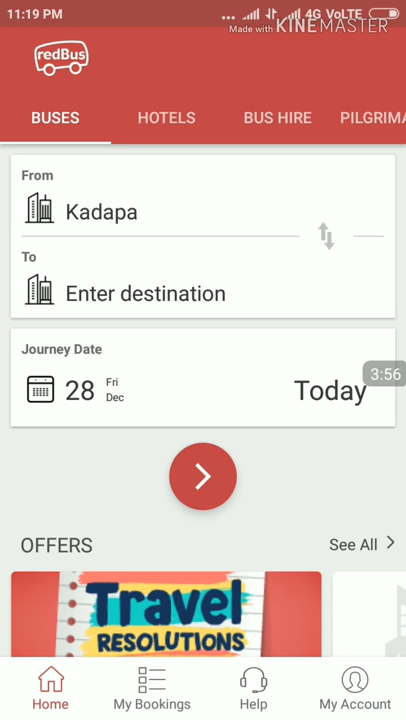 11:19 PM
4G VoLTE
Made with KINEMASTER
redBus
BUSES HOTELS BUS HIRE PILGRIMA
From
Kadapa
To
Enter destination
Journey Date
28 Fri Dec Today
3:56
OFFERS See All
Travel
RESOLUTIONS
Home My Bookings Help My Account